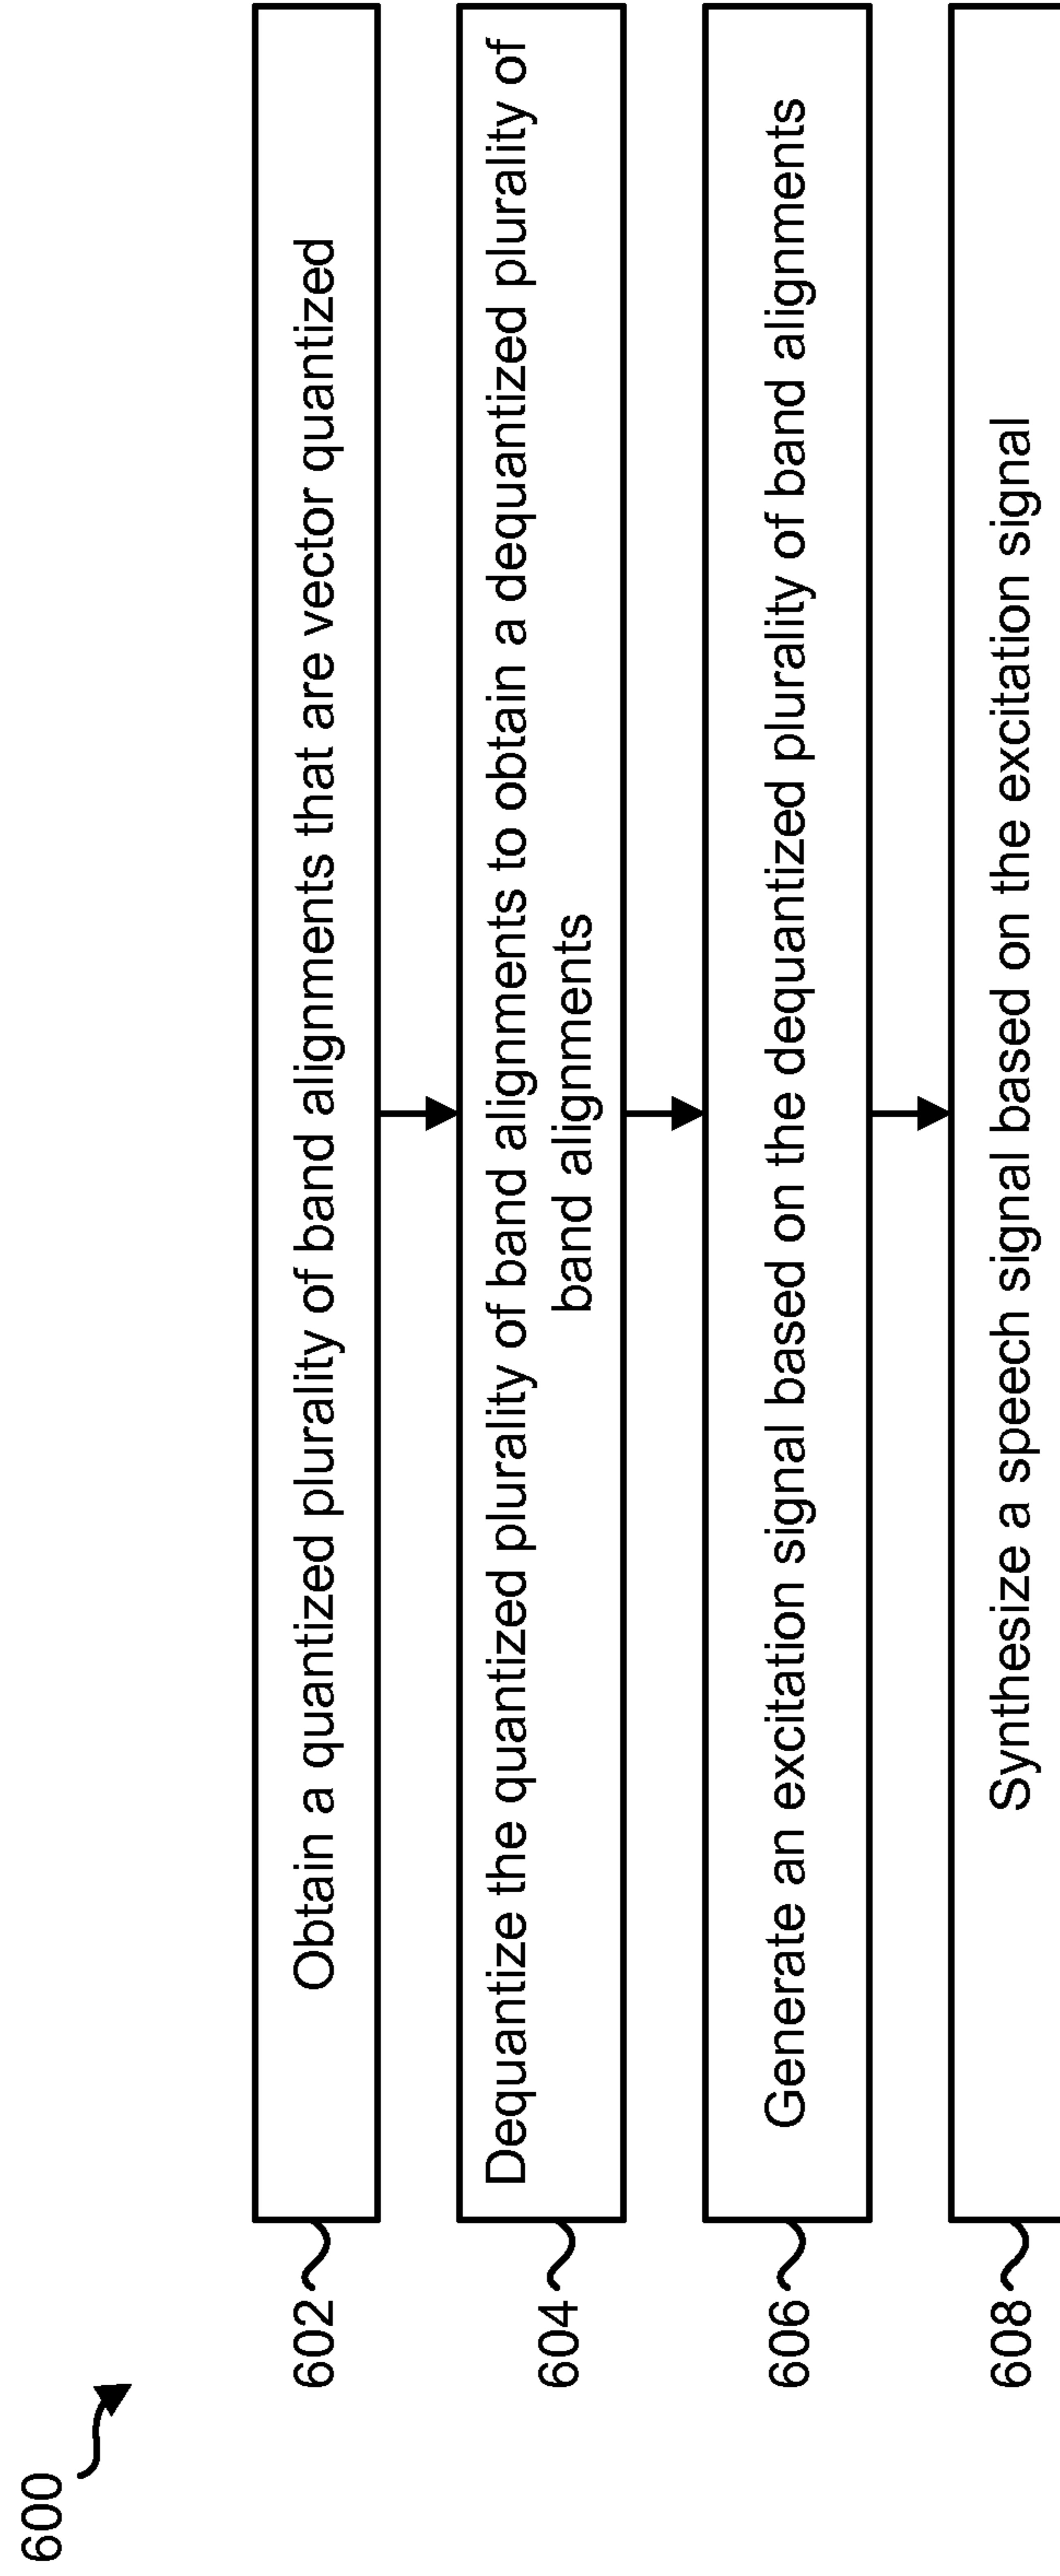 600
602
Obtain a quantized plurality of band alignments that are vector quantized
604
Dequantize the quantized plurality of band alignments to obtain a dequantized plurality of
band alignments
606
Generate an excitation signal based on the dequantized plurality of band alignments
608
Synthesize a speech signal based on the excitation signal